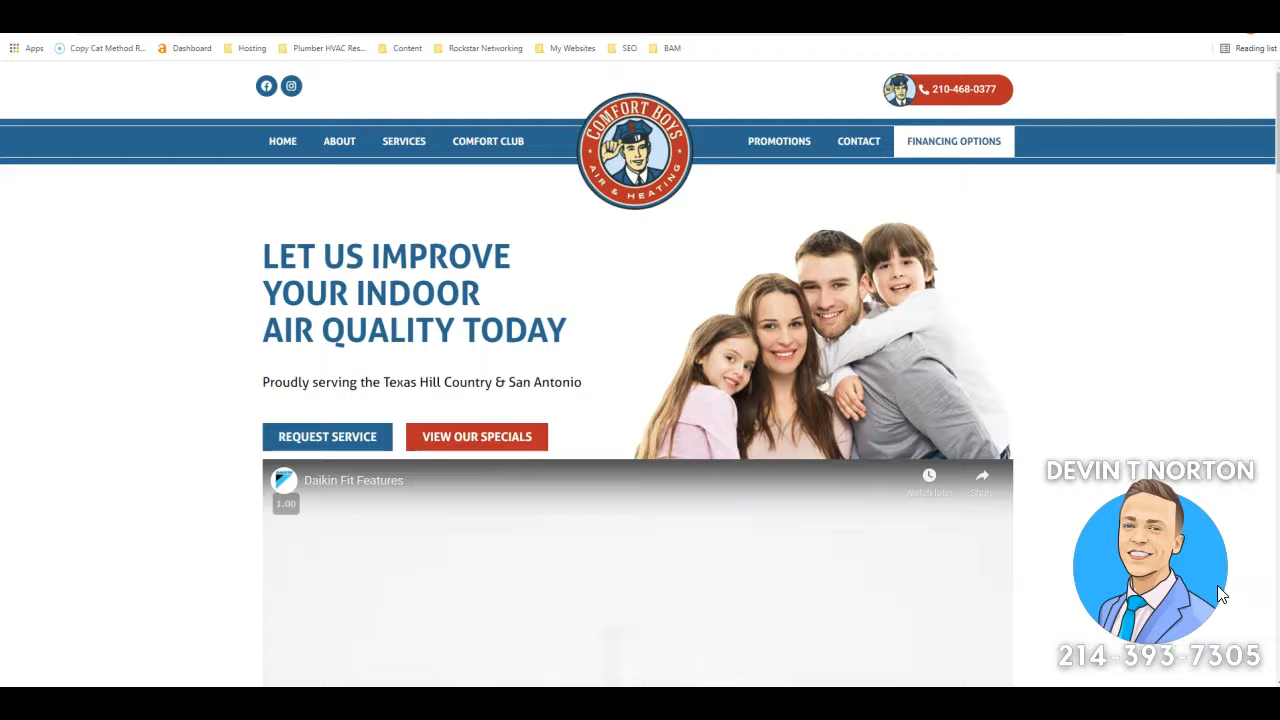 Apps
Copy Cat Method R...
Dashboard
Hosting
Plumber HVAC Res...
Content
Rockstar Networking
My Websites
SEO
BAM
Reading list
210-468-0377
HOME
ABOUT
SERVICES
COMFORT CLUB
COMFORT BOYS
AIR & HEATING
PROMOTIONS
CONTACT
FINANCING OPTIONS
LET US IMPROVE
YOUR INDOOR
AIR QUALITY TODAY
Proudly serving the Texas Hill Country & San Antonio
REQUEST SERVICE
VIEW OUR SPECIALS
Daikin Fit Features
1.00
Watch later
Share
DEVIN T NORTON
214-393-7305